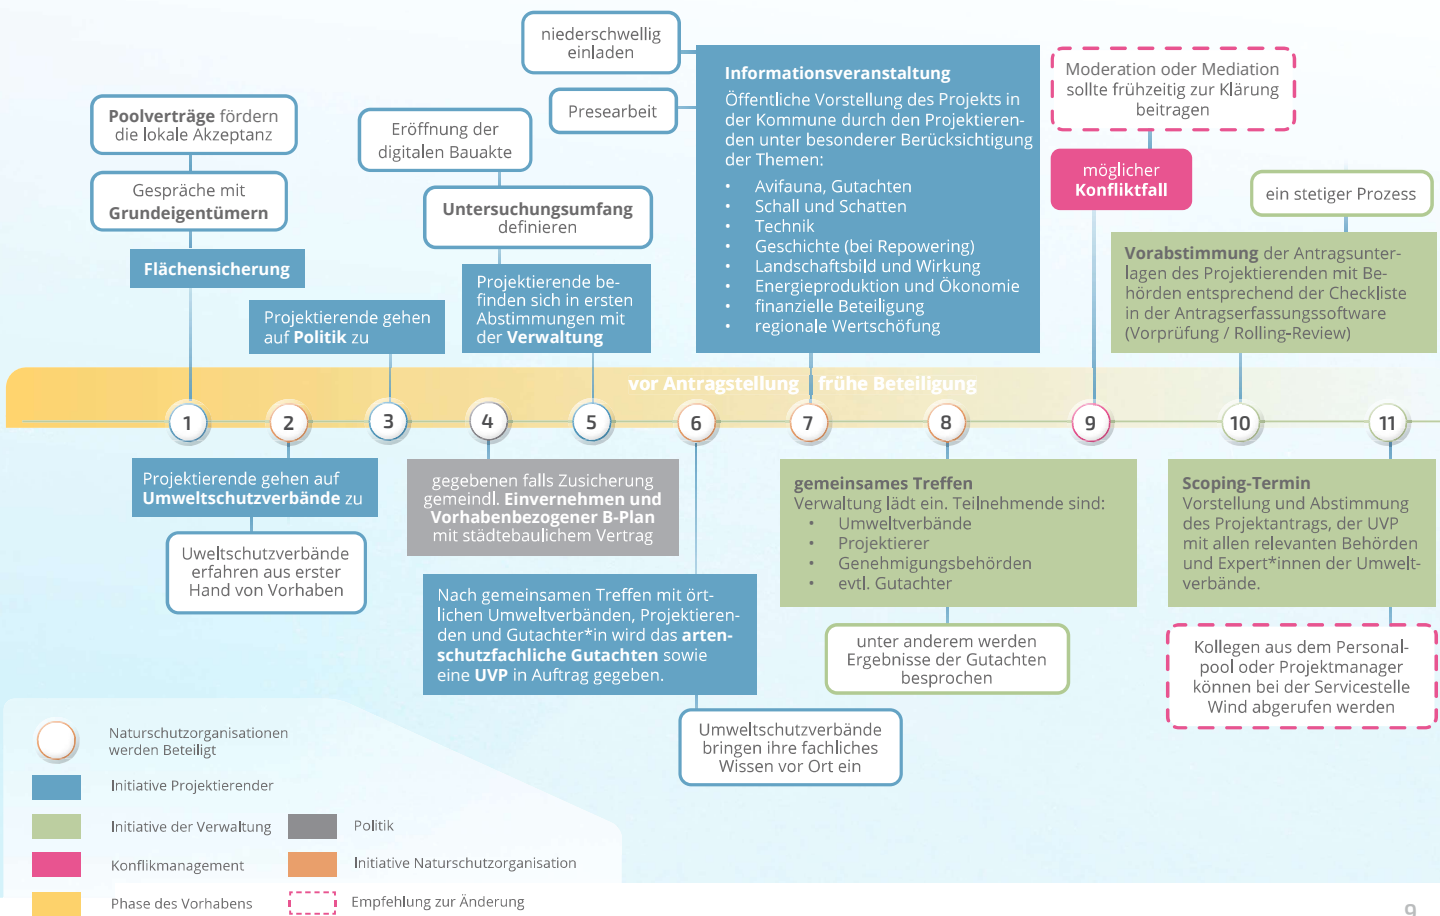 niederschwellig
einladen
Presearbeit
Informationsveranstaltung
Öffentliche Vorstellung des Projekts in
der Kommune durch den Projektieren-
den unter besonderer Berücksichtigung
der Themen:
• Avifauna, Gutachten
• Schall und Schatten
• Technik
• Geschichte (bei Repowering)
• Landschaftsbild und Wirkung
• Energieproduktion und Ökonomie
• finanzielle Beteiligung
• regionale Wertschöfung
Moderation oder Mediation
sollte frühzeitig zur Klärung
beitragen
möglicher
Konfliktfall
Poolverträge fördern
die lokale Akzeptanz
Gespräche mit
Grundeigentümern
Flächensicherung
Eröffnung der
digitalen Bauakte
Untersuchungsumfang
definieren
Projektierende be-
finden sich in ersten
Abstimmungen mit
der Verwaltung
Projektierende gehen
auf Politik zu
ein stetiger Prozess
Vorabstimmung der Antragsunter-
lagen des Projektierenden mit Be-
hörden entsprechend der Checkliste
in der Antragserfassungssoftware
(Vorprüfung / Rolling-Review)
vor Antragstellung | frühe Beteiligung
1 2 3 4 5 6 7 8 9 10 11
Projektierende gehen auf
Umweltschutzverbände zu
Uweltschutzverbände
erfahren aus erster
Hand von Vorhaben
gegebenen falls Zusicherung
gemeindl. Einvernehmen und
Vorhabenbezogener B-Plan
mit städtebaulichem Vertrag
Nach gemeinsamen Treffen mit ört-
lichen Umweltverbänden, Projektieren-
den und Gutachter*in wird das arten-
schutzfachliche Gutachten sowie
eine UVP in Auftrag gegeben.
Umweltschutzverbände
bringen ihre fachliches
Wissen vor Ort ein
gemeinsames Treffen
Verwaltung lädt ein. Teilnehmende sind:
• Umweltverbände
• Projektierer
• Genehmigungsbehörden
• evtl. Gutachter
unter anderem werden
Ergebnisse der Gutachten
besprochen
Scoping-Termin
Vorstellung und Abstimmung
des Projektantrags, der UVP
mit allen relevanten Behörden
und Expert*innen der Umwelt-
verbände.
Kollegen aus dem Personal-
pool oder Projektmanager
können bei der Servicestelle
Wind abgerufen werden
Naturschutzorganisationen
werden Beteiligt
Initiative Projektierender
Initiative der Verwaltung
Konflikmanagement
Phase des Vorhabens
Politik
Initiative Naturschutzorganisation
Empfehlung zur Änderung
9